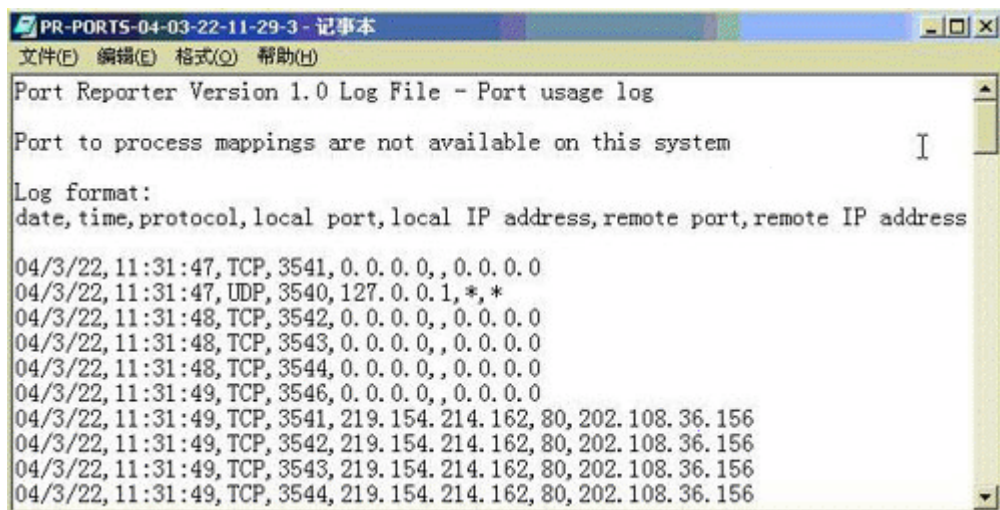 PR-PORTS-04-03-22-11-29-3 - 记事本
文件(F) 编辑(E) 格式(O) 帮助(H)
Port Reporter Version 1.0 Log File - Port usage log
Port to process mappings are not available on this system
Log format:
date,time,protocol,local port,local IP address,remote port,remote IP address
04/3/22,11:31:47,TCP,3541,0.0.0.0,,0.0.0.0
04/3/22,11:31:47,UDP,3540,127.0.0.1,*,*
04/3/22,11:31:48,TCP,3542,0.0.0.0,,0.0.0.0
04/3/22,11:31:48,TCP,3543,0.0.0.0,,0.0.0.0
04/3/22,11:31:48,TCP,3544,0.0.0.0,,0.0.0.0
04/3/22,11:31:49,TCP,3546,0.0.0.0,,0.0.0.0
04/3/22,11:31:49,TCP,3541,219.154.214.162,80,202.108.36.156
04/3/22,11:31:49,TCP,3542,219.154.214.162,80,202.108.36.156
04/3/22,11:31:49,TCP,3543,219.154.214.162,80,202.108.36.156
04/3/22,11:31:49,TCP,3544,219.154.214.162,80,202.108.36.156